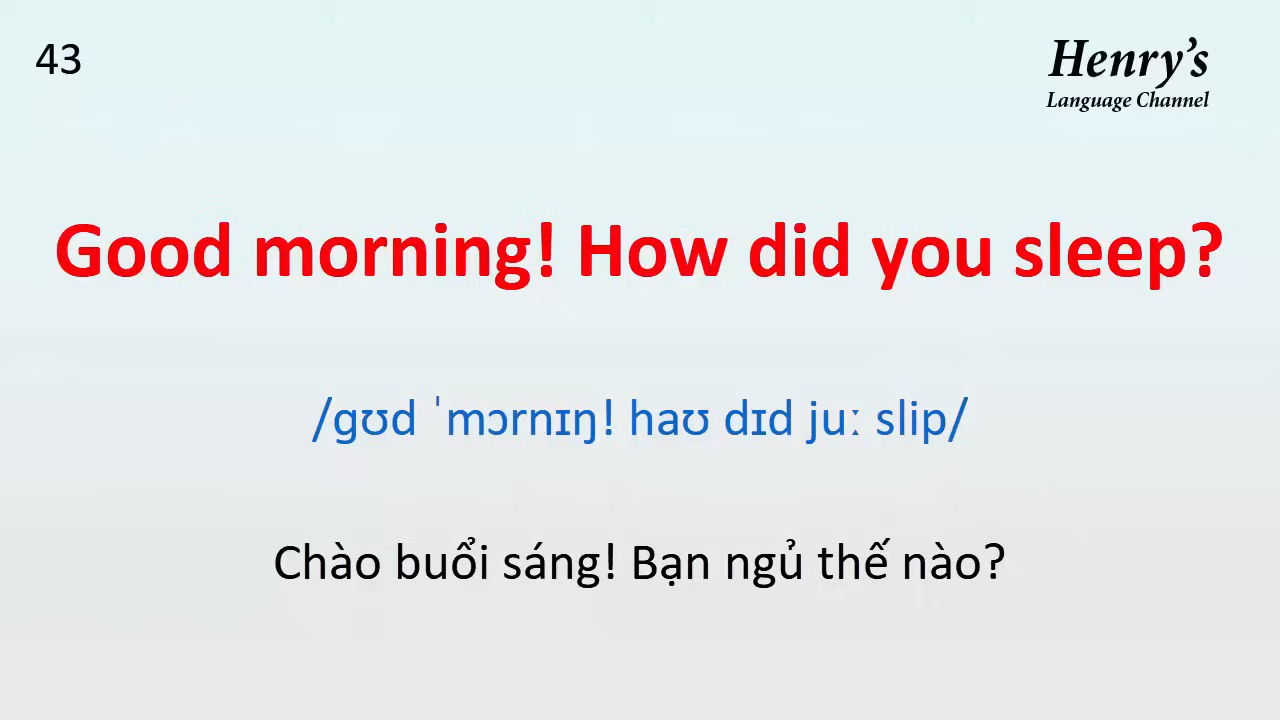 43
Henry's
Language Channel
Good morning! How did you sleep?
/gʊd ˈmɔrnɪŋ! haʊ dɪd juː slip/
Chào buổi sáng! Bạn ngủ thế nào?